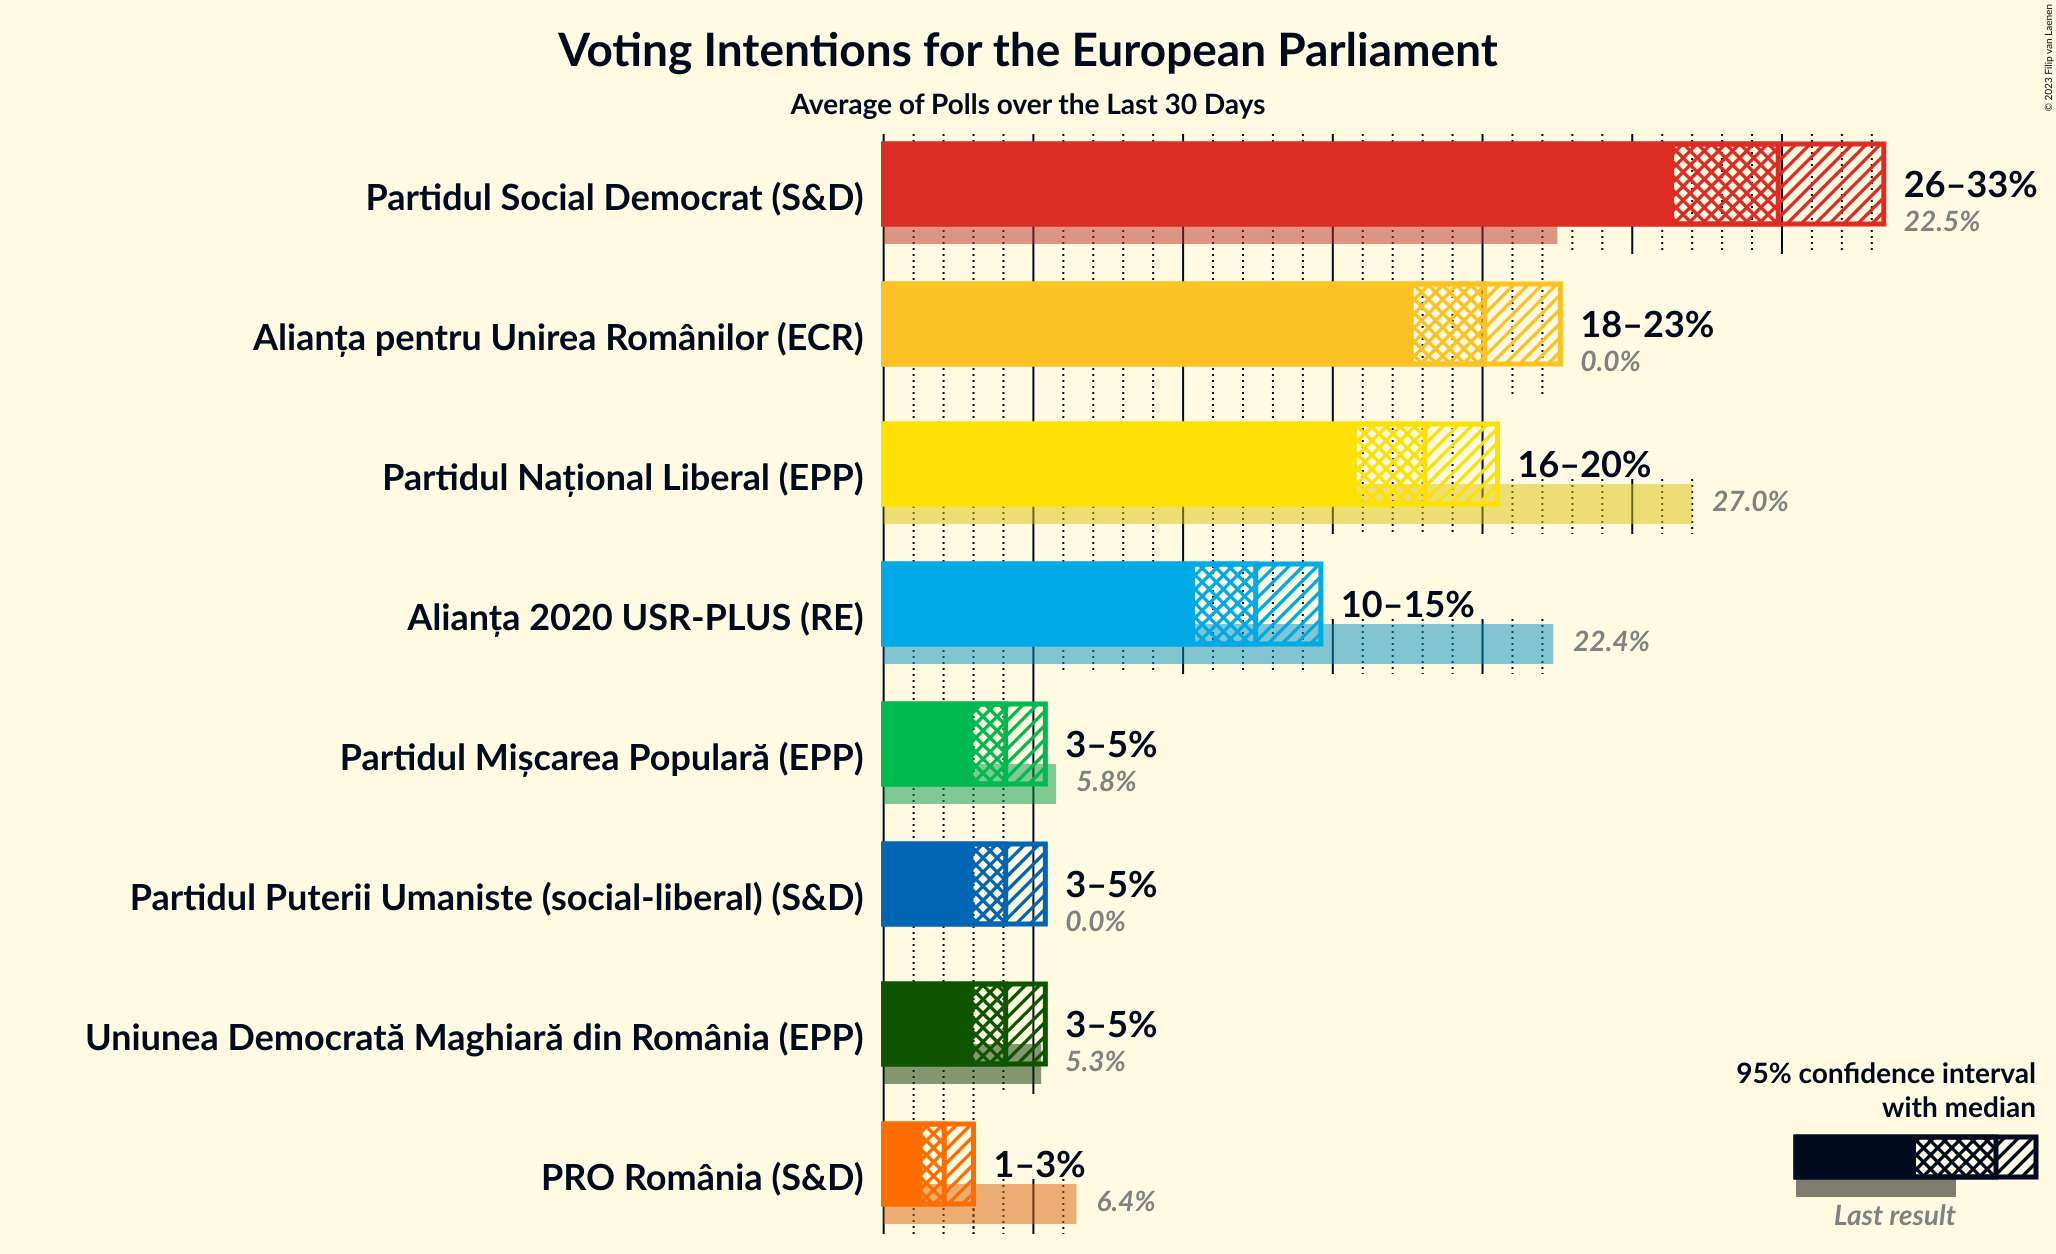 Voting Intentions for the European Parliament
Average of Polls over the Last 30 Days
© 2023 Filip van Laenen
Partidul Social Democrat (S&D)
26–33%
22.5%
Alianța pentru Unirea Românilor (ECR)
18–23%
0.0%
Partidul Național Liberal (EPP)
16–20%
27.0%
Alianța 2020 USR-PLUS (RE)
10–15%
22.4%
Partidul Mișcarea Populară (EPP)
3–5%
5.8%
Partidul Puterii Umaniste (social-liberal) (S&D)
3–5%
0.0%
Uniunea Democrată Maghiară din România (EPP)
3–5%
5.3%
PRO România (S&D)
1–3%
6.4%
95% confidence interval
with median
Last result